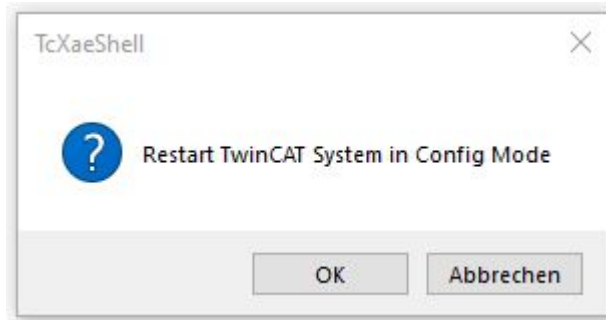 TcXaeShell
Restart TwinCAT System in Config Mode
OK
Abbrechen